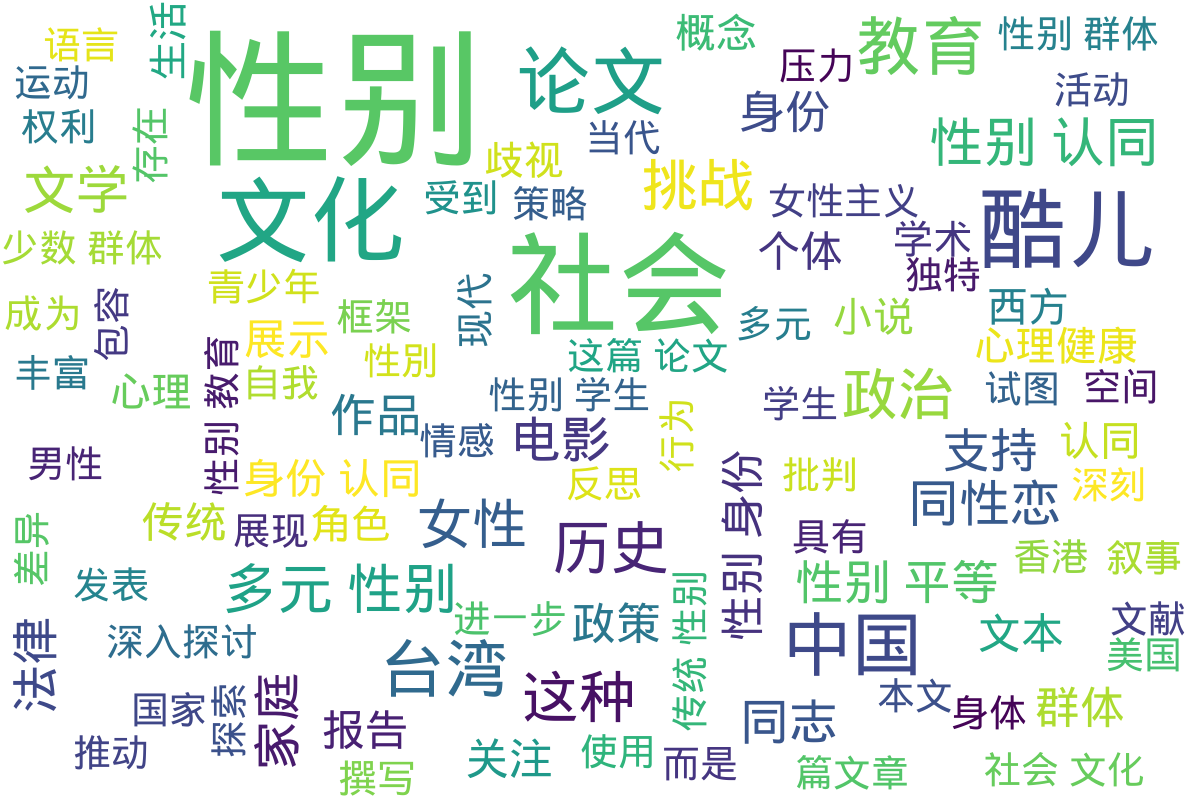 语言
生活
性别
论文
概念
教育
性别 群体
运动
压力
活动
权利
存在
当代
身份
性别 认同
文学
文化
受到
策略
歧视
挑战
女性主义
酷儿
少数 群体
社会
个体
学术
独特
成为
包容
青少年
框架
现代
多元
小说
西方
丰富
心理
性别 教育
展示
自我
性別
这篇 论文
心理健康
作品
性别 学生
学生
政治
试图
空间
男性
情感
电影
行为
支持
认同
身份 认同
反思
性别 身份
批判
同性恋
深刻
差异
传统
展现
角色
女性
历史
具有
香港
叙事
发表
多元 性别
进一步
政策
传统 性别
性别 平等
文本
文献
法律
深入探讨
台湾
中国
美国
国家
探索
家庭
报告
这种
同志
本文
身体
群体
推动
撰写
关注
使用
而是
篇文章
社会 文化